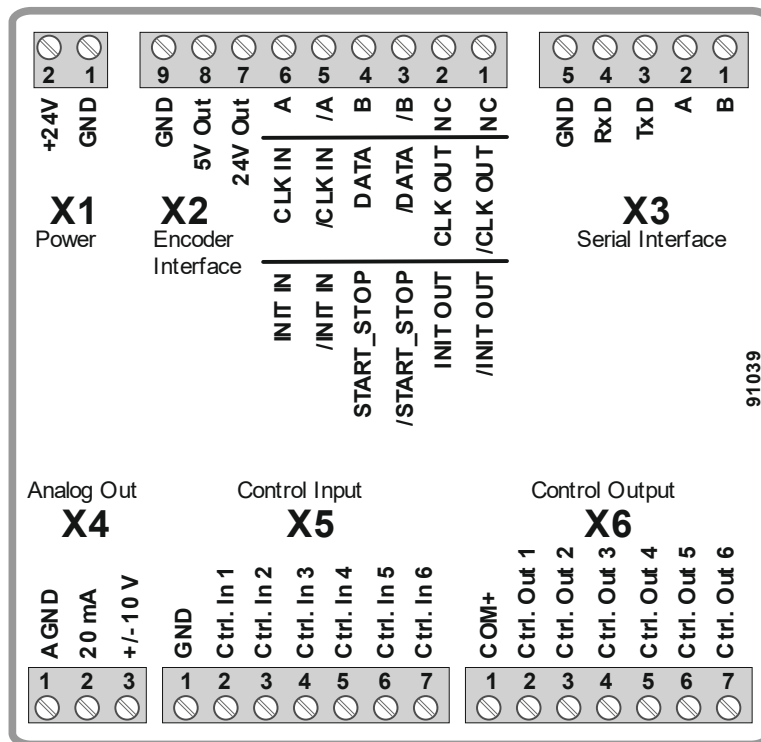 2 1
9 8 7 6 5 4 3 2 1
5 4 3 2 1
+24V
GND
GND
5V Out
24V Out
A
/A
B
/B
NC
NC
GND
RxD
TxD
A
B
CLK IN
/CLK IN
DATA
/DATA
CLK OUT
/CLK OUT
X1
Power
X2
Encoder
Interface
X3
Serial Interface
INIT IN
/INIT IN
START_STOP
/START_STOP
INIT OUT
/INIT OUT
91039
Analog Out
X4
Control Input
X5
Control Output
X6
AGND
20 mA
+/-10 V
GND
Ctrl. In 1
Ctrl. In 2
Ctrl. In 3
Ctrl. In 4
Ctrl. In 5
Ctrl. In 6
COM+
Ctrl. Out 1
Ctrl. Out 2
Ctrl. Out 3
Ctrl. Out 4
Ctrl. Out 5
Ctrl. Out 6
1 2 3
1 2 3 4 5 6 7
1 2 3 4 5 6 7